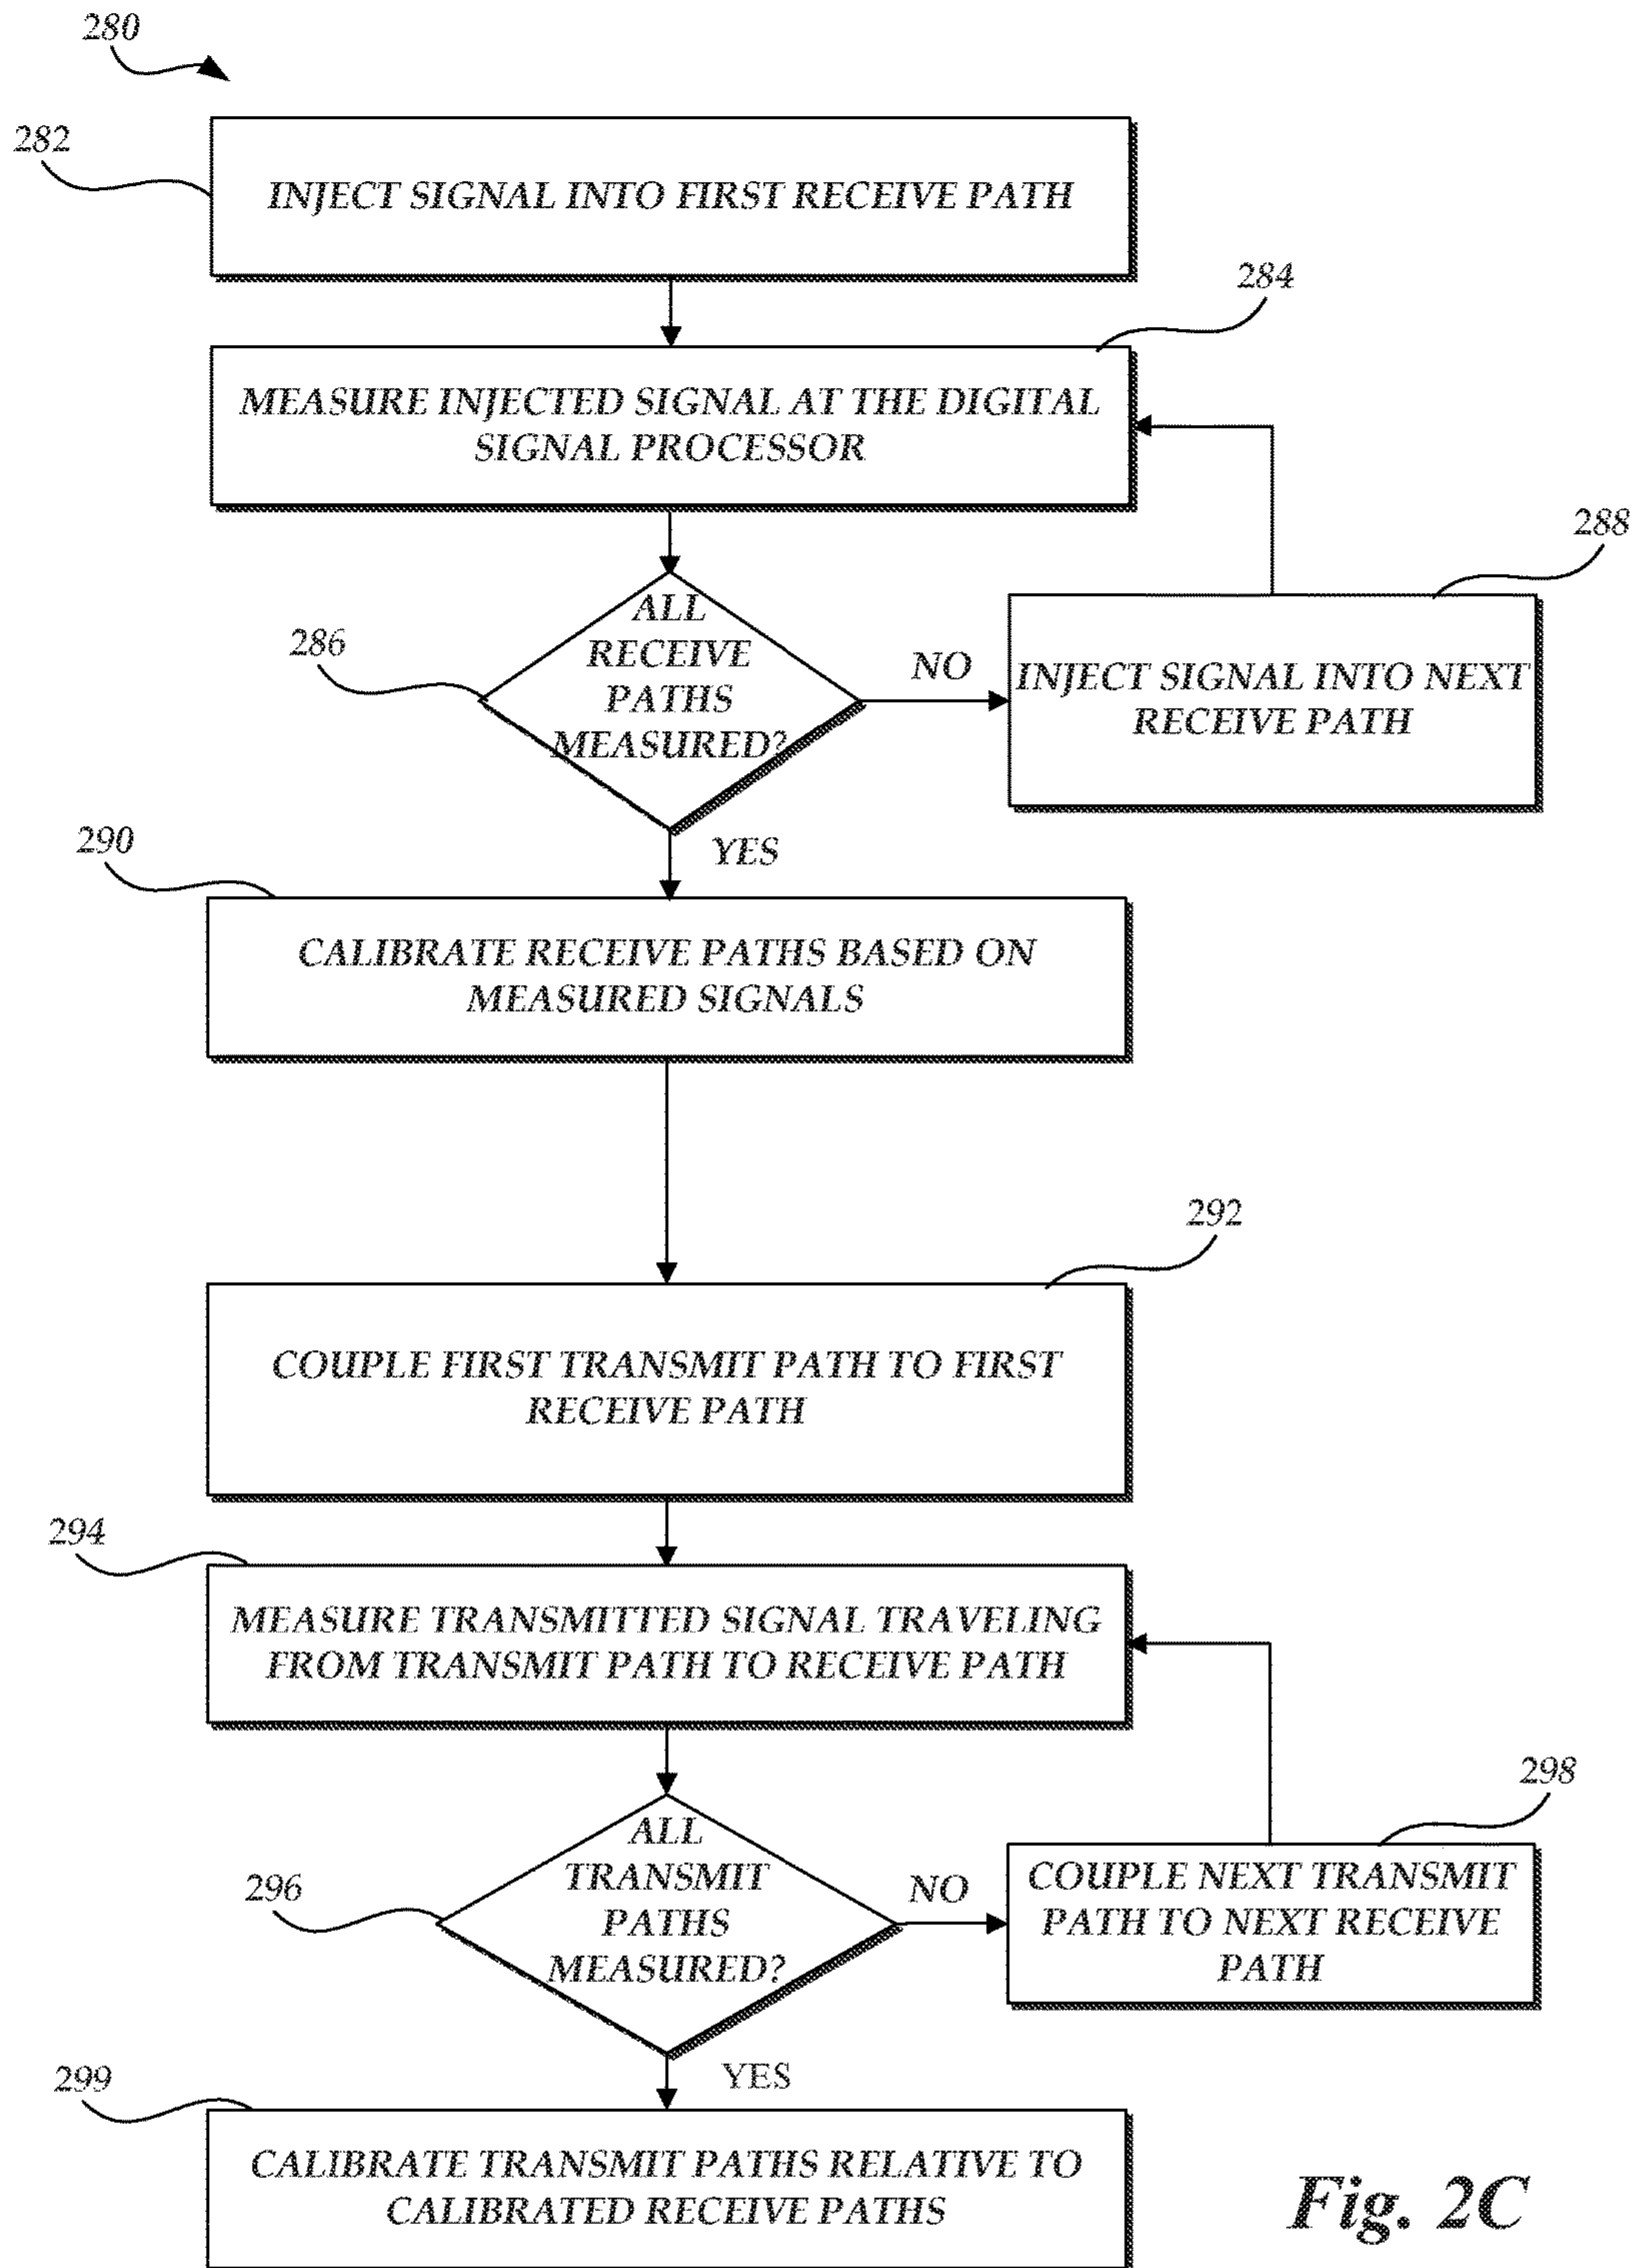 280
282
INJECT SIGNAL INTO FIRST RECEIVE PATH
284
MEASURE INJECTED SIGNAL AT THE DIGITAL
SIGNAL PROCESSOR
288
286
ALL
RECEIVE
PATHS
MEASURED?
NO
INJECT SIGNAL INTO NEXT
RECEIVE PATH
YES
290
CALIBRATE RECEIVE PATHS BASED ON
MEASURED SIGNALS
292
COUPLE FIRST TRANSMIT PATH TO FIRST
RECEIVE PATH
294
MEASURE TRANSMITTED SIGNAL TRAVELING
FROM TRANSMIT PATH TO RECEIVE PATH
298
296
ALL
TRANSMIT
PATHS
MEASURED?
NO
COUPLE NEXT TRANSMIT
PATH TO NEXT RECEIVE
PATH
YES
299
CALIBRATE TRANSMIT PATHS RELATIVE TO
CALIBRATED RECEIVE PATHS
Fig. 2C